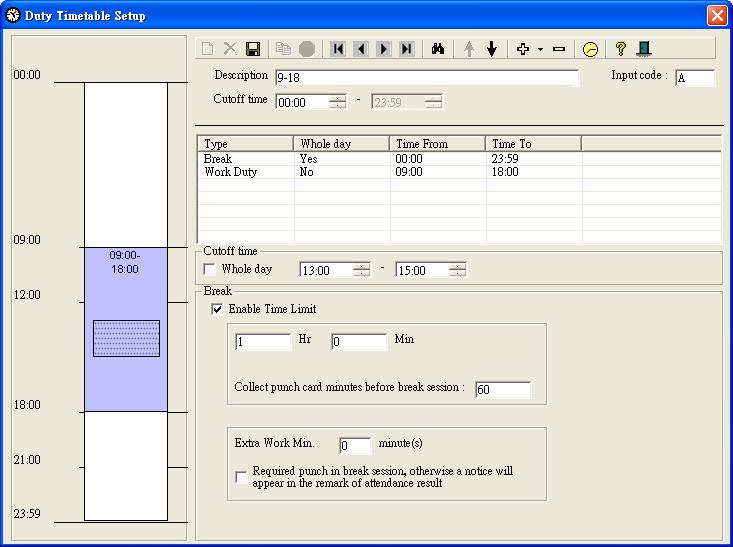 Duty Timetable Setup
Description 9-18 Input code : A
Cutoff time 00:00 - 23:59
Type Whole day Time From Time To
Break Yes 00:00 23:59
Work Duty No 09:00 18:00
Cutoff time
Whole day 13:00 - 15:00
Break
Enable Time Limit
1 Hr 0 Min
Collect punch card minutes before break session : 60
Extra Work Min. 0 minute(s)
Required punch in break session, otherwise a notice will
appear in the remark of attendance result
00:00
09:00
09:00-
18:00
12:00
18:00
21:00
23:59